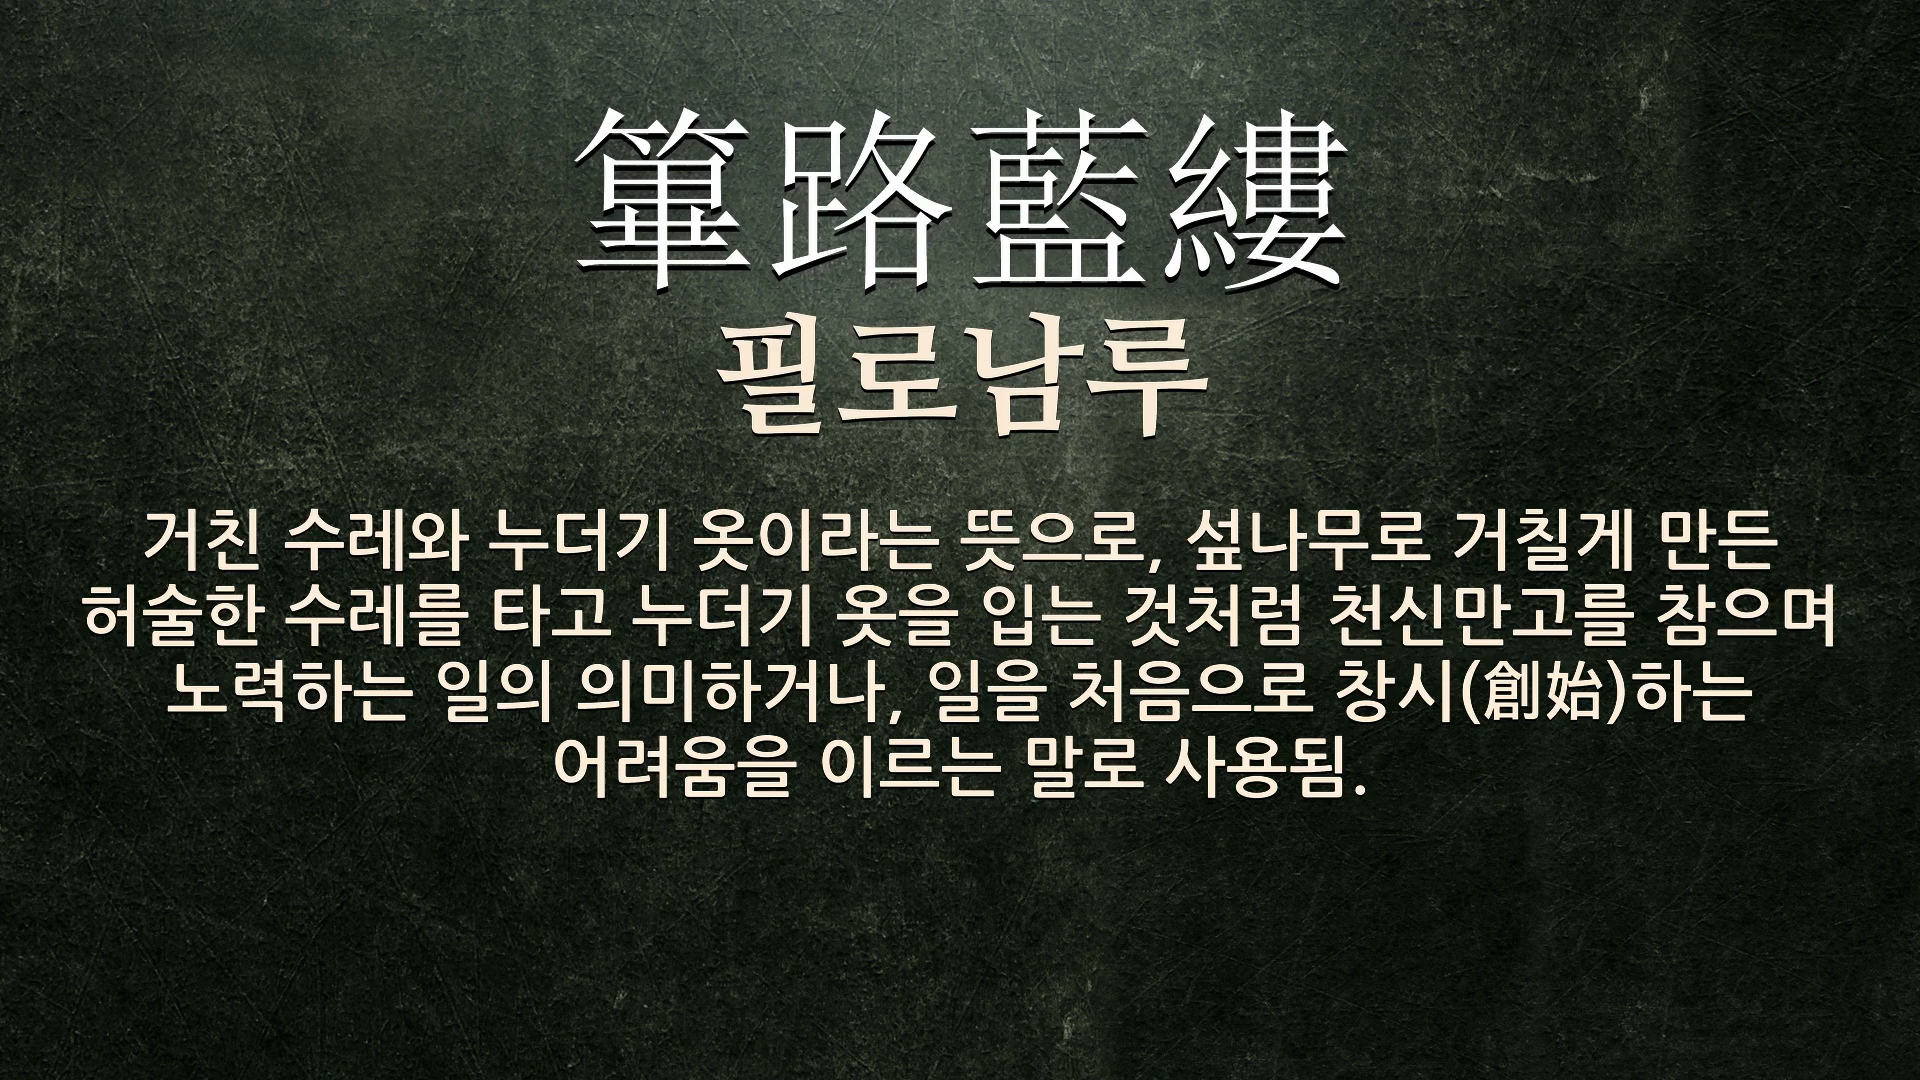 篳路藍縷
필로남루
거친 수레와 누더기 옷이라는 뜻으로, 섶나무로 거칠게 만든
허술한 수레를 타고 누더기 옷을 입는 것처럼 천신만고를 참으며
노력하는 일의 의미하거나, 일을 처음으로 창시(創始)하는
어려움을 이르는 말로 사용됨.